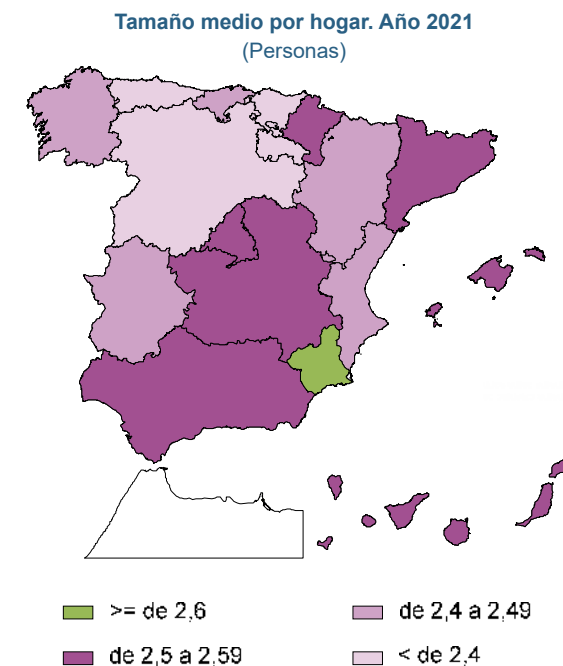 Tamaño medio por hogar. Año 2021
(Personas)
>= de 2,6
de 2,4 a 2,49
de 2,5 a 2,59
< de 2,4